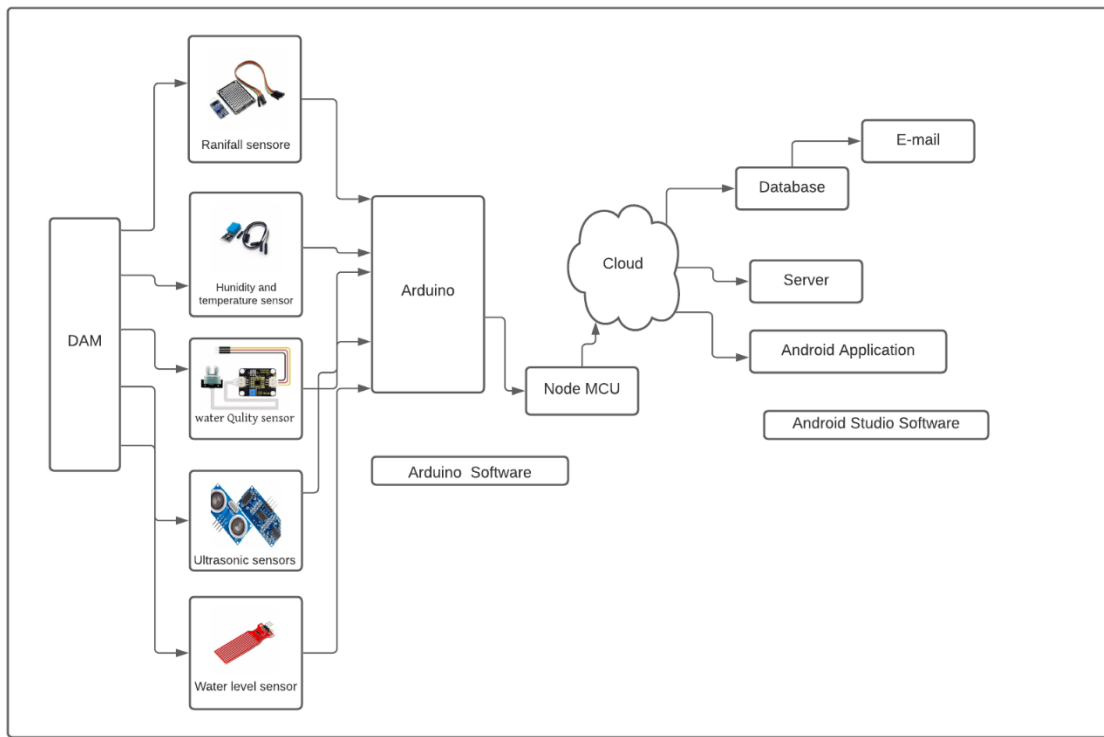 Ranifall sensore
Hunidity and
temperature sensor
DAM
water Qulity sensor
Ultrasonic sensors
Water level sensor
Arduino
Arduino Software
Node MCU
Cloud
Database
E-mail
Server
Android Application
Android Studio Software